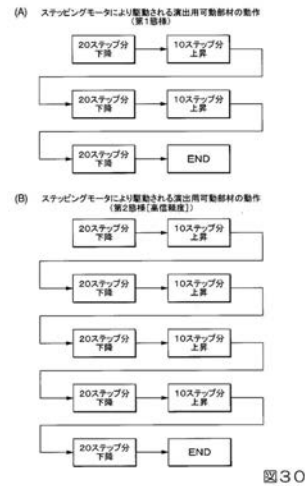 (A) ステッピングモータにより駆動される演出用可動部材の動作
(第1態様)
20ステップ分
下降
10ステップ分
上昇
20ステップ分
下降
10ステップ分
上昇
20ステップ分
下降
END
(B) ステッピングモータにより駆動される演出用可動部材の動作
(第2態様[高信頼度])
20ステップ分
下降
10ステップ分
上昇
20ステップ分
下降
10ステップ分
上昇
20ステップ分
下降
10ステップ分
上昇
20ステップ分
下降
10ステップ分
上昇
20ステップ分
下降
END
図30